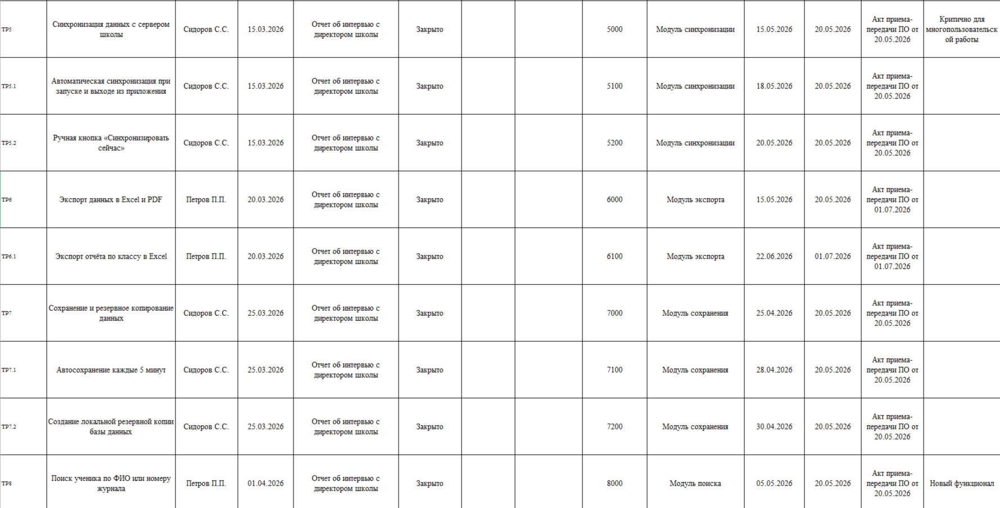 ТР5
Синхронизация данных с сервером
школы
Сидоров С.С.
15.03.2026
Отчет об интервью с
директором школы
Закрыто
5000
Модуль синхронизации
15.05.2026
20.05.2026
Акт приема-
передачи ПО от
20.05.2026
Критично для
многопользовательск
ой работы
ТР5.1
Автоматическая синхронизация при
запуске и выходе из приложения
Сидоров С.С.
15.03.2026
Отчет об интервью с
директором школы
Закрыто
5100
Модуль синхронизации
18.05.2026
20.05.2026
Акт приема-
передачи ПО от
20.05.2026
ТР5.2
Ручная кнопка «Синхронизировать
сейчас»
Сидоров С.С.
15.03.2026
Отчет об интервью с
директором школы
Закрыто
5200
Модуль синхронизации
20.05.2026
20.05.2026
Акт приема-
передачи ПО от
20.05.2026
ТР6
Экспорт данных в Excel и PDF
Петров П.П.
20.03.2026
Отчет об интервью с
директором школы
Закрыто
6000
Модуль экспорта
15.05.2026
20.05.2026
Акт приема-
передачи ПО от
01.07.2026
ТР6.1
Экспорт отчёта по классу в Excel
Петров П.П.
20.03.2026
Отчет об интервью с
директором школы
Закрыто
6100
Модуль экспорта
22.06.2026
01.07.2026
Акт приема-
передачи ПО от
01.07.2026
ТР7
Сохранение и резервное копирование
данных
Сидоров С.С.
25.03.2026
Отчет об интервью с
директором школы
Закрыто
7000
Модуль сохранения
25.04.2026
20.05.2026
Акт приема-
передачи ПО от
20.05.2026
ТР7.1
Автосохранение каждые 5 минут
Сидоров С.С.
25.03.2026
Отчет об интервью с
директором школы
Закрыто
7100
Модуль сохранения
28.04.2026
20.05.2026
Акт приема-
передачи ПО от
20.05.2026
ТР7.2
Создание локальной резервной копии
базы данных
Сидоров С.С.
25.03.2026
Отчет об интервью с
директором школы
Закрыто
7200
Модуль сохранения
30.04.2026
20.05.2026
Акт приема-
передачи ПО от
20.05.2026
ТР8
Поиск ученика по ФИО или номеру
журнала
Петров П.П.
01.04.2026
Отчет об интервью с
директором школы
Закрыто
8000
Модуль поиска
05.05.2026
20.05.2026
Акт приема-
передачи ПО от
20.05.2026
Новый функционал